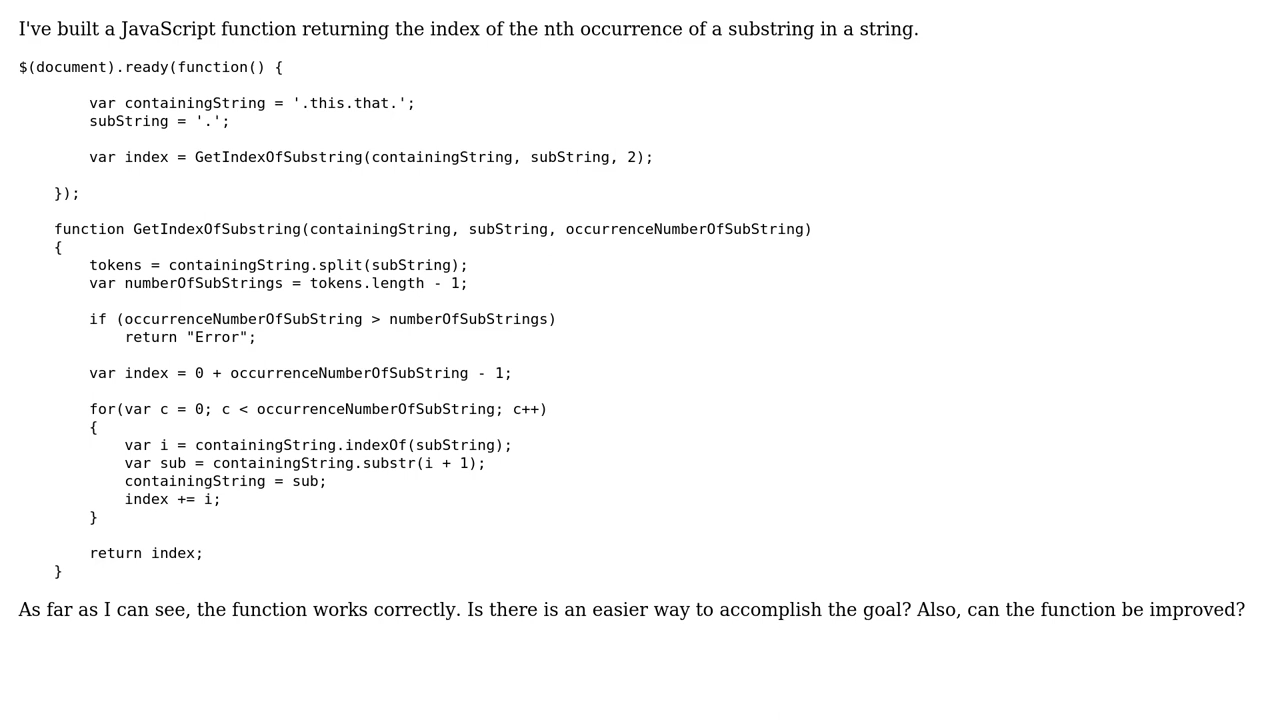 I've built a JavaScript function returning the index of the nth occurrence of a substring in a string.
$(document).ready(function() {
var containingString = '.this.that.';
subString = '.';
var index = GetIndexOfSubstring(containingString, subString, 2);
});
function GetIndexOfSubstring(containingString, subString, occurrenceNumberOfSubString)
{
tokens = containingString.split(subString);
var numberOfSubStrings = tokens.length - 1;
if (occurrenceNumberOfSubString > numberOfSubStrings)
return "Error";
var index = 0 + occurrenceNumberOfSubString - 1;
for(var c = 0; c < occurrenceNumberOfSubString; c++)
{
var i = containingString.indexOf(subString);
var sub = containingString.substr(i + 1);
containingString = sub;
index += i;
}
return index;
}
As far as I can see, the function works correctly. Is there is an easier way to accomplish the goal? Also, can the function be improved?